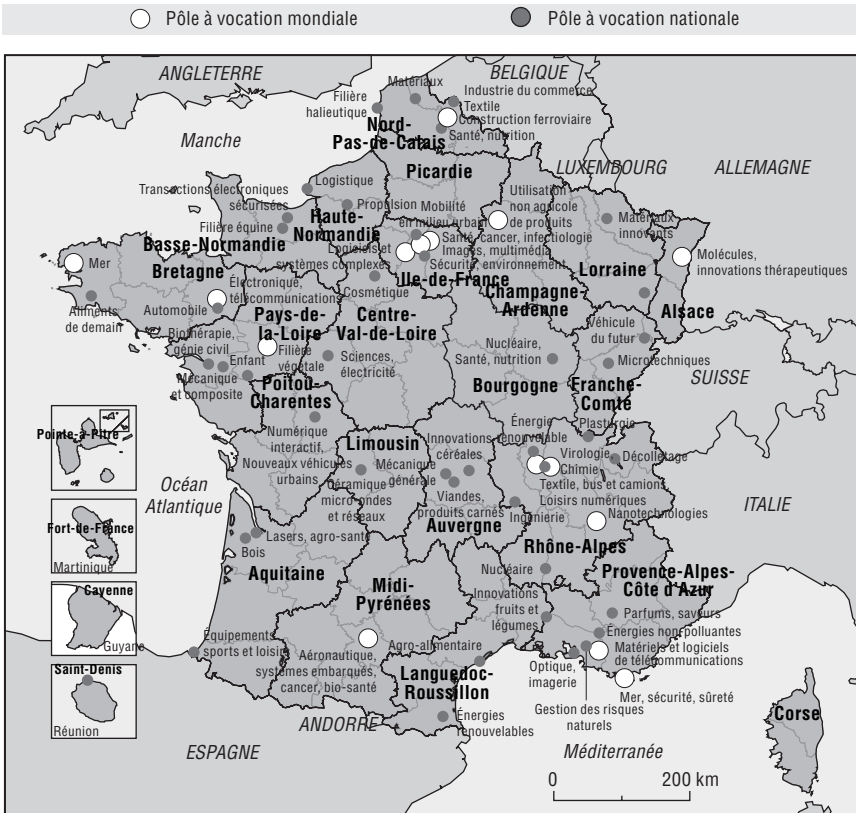 Pôle à vocation mondiale
Pôle à vocation nationale
ANGLETERRE
BELGIQUE
Matériaux
Industrie du commerce
Textile
Filière
halieutique
Construction ferroviaire
Nord-
Pas-de-Calais
Santé, nutrition
Manche
Picardie
LUXEMBOURG
ALLEMAGNE
Logistique
Transactions électroniques
sécurisées
Propulsion
Mobilité
en milieu urbain
Utilisation
non agricole
de produits
Matériaux
innovants
Filière équine
Haute-
Normandie
Basse-Normandie
Santé, cancer, infectiologie
Logiciels et
systèmes complexes
Images, multimédia
Sécurité, environnement
Ile-de-France
Molécules,
innovations thérapeutiques
Mer
Bretagne
Électronique,
télécommunications
Cosmétique
Champagne-
Ardenne
Lorraine
Alsace
Aliments
de demain
Automobile
Pays-de-
la-Loire
Centre-
Val-de-Loire
Biothérapie,
génie civil
Enfant
Filière
végétale
Sciences,
électricité
Nucléaire,
Santé, nutrition
Véhicule
du futur
Microtechniques
Mécanique
et composite
Poitou-
Charentes
Bourgogne
Franche-
Comté
SUISSE
Pointe-à-Pitre
Numérique
interactif,
Nouveaux véhicules
urbains
Limousin
Innovations
céréales
Énergie
renouvelable
Plasturgie
Virologie
Décolletage
Chimie
Céramique
micro-ondes
et réseaux
Mécanique
générale
Viandes,
produits carnés
Textile, bus et camions
Loisirs numériques
Océan
Atlantique
ITALIE
Auvergne
Ingénierie
Nanotechnologies
Fort-de-France
Martinique
Lasers, agro-santé
Bois
Rhône-Alpes
Aquitaine
Midi-
Pyrénées
Nucléaire
Provence-Alpes-
Côte d'Azur
Cayenne
Guyane
Innovations
fruits et
légumes
Parfums, saveurs
Énergies non polluantes
Équipements
sports et loisirs
Agro-alimentaire
Matériels et logiciels
de télécommunications
Saint-Denis
Réunion
Aéronautique,
systèmes embarqués,
cancer, bio-santé
Languedoc-
Roussillon
Optique,
imagerie
Mer, sécurité, sûreté
Gestion des risques
naturels
Énergies
renouvelables
Corse
ANDORRE
ESPAGNE
Méditerranée
0
200 km